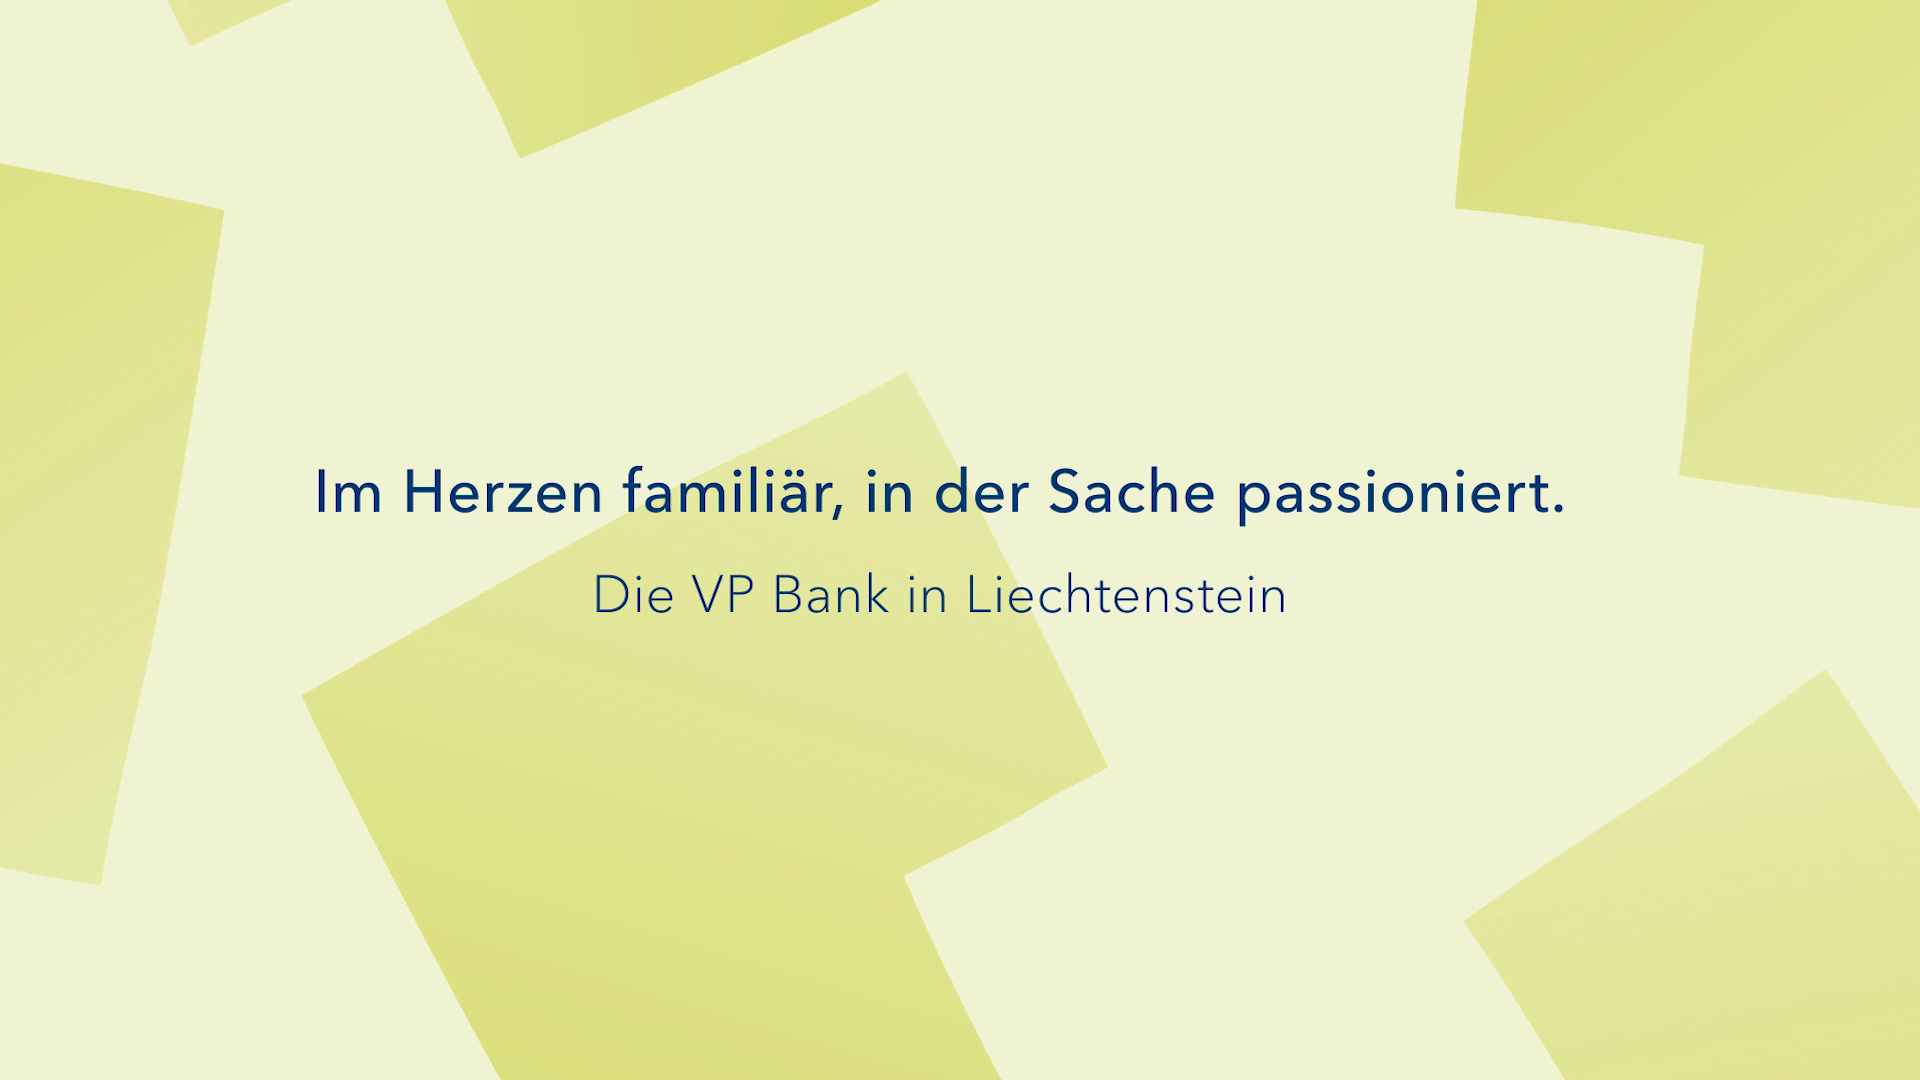 Im Herzen familiär, in der Sache passioniert.
Die VP Bank in Liechtenstein